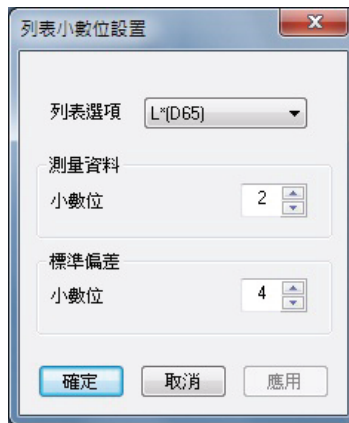 列表小數位設置
列表選項 L*(D65)
測量資料
小數位 2
標準偏差
小數位 4
確定 取消 應用